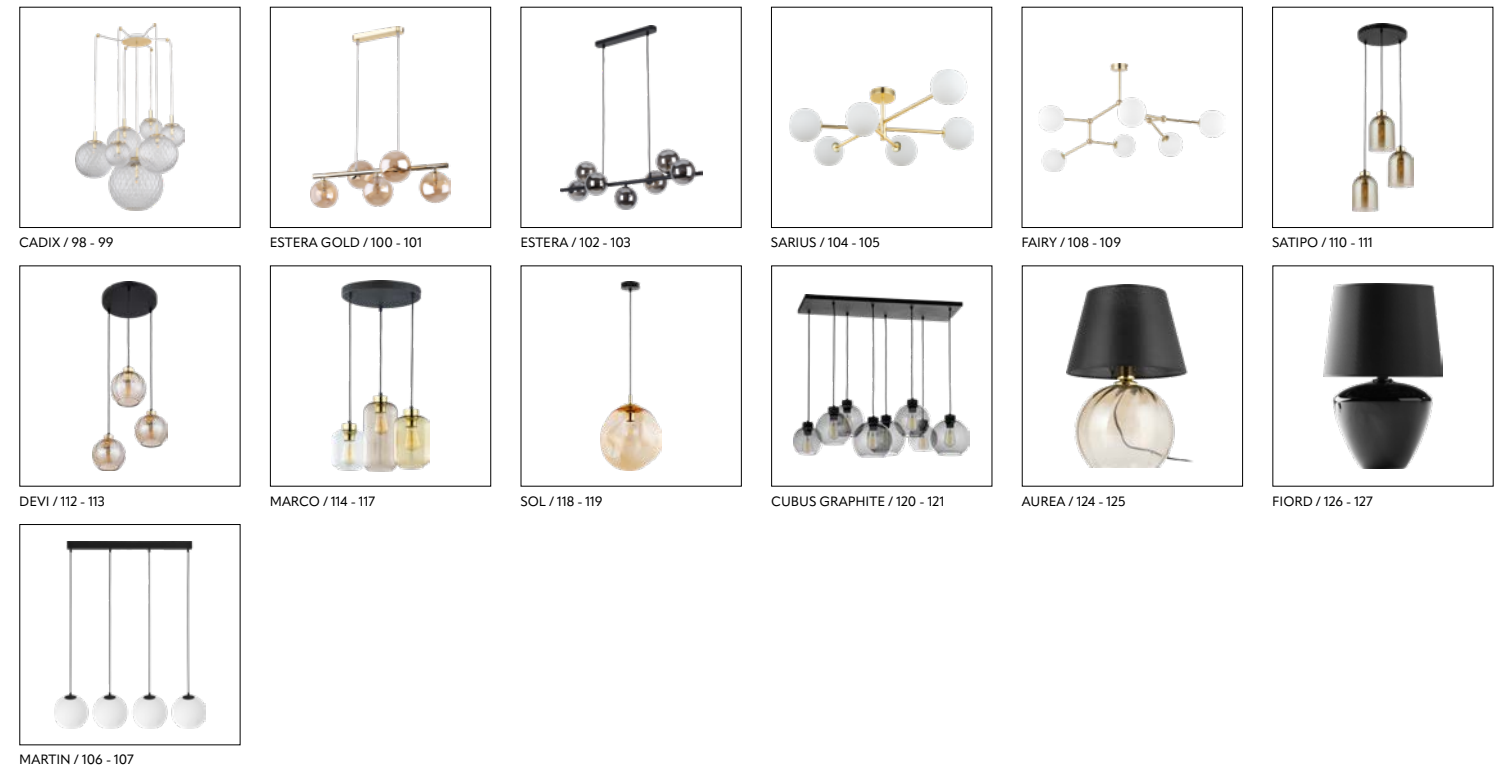 CADIX / 98 - 99
ESTERA GOLD / 100 - 101
ESTERA / 102 - 103
SARIUS / 104 - 105
FAIRY / 108 - 109
SATIPO / 110 - 111
DEVI / 112 - 113
MARCO / 114 - 117
SOL / 118 - 119
CUBUS GRAPHITE / 120 - 121
AUREA / 124 - 125
FIORD / 126 - 127
MARTIN / 106 - 107